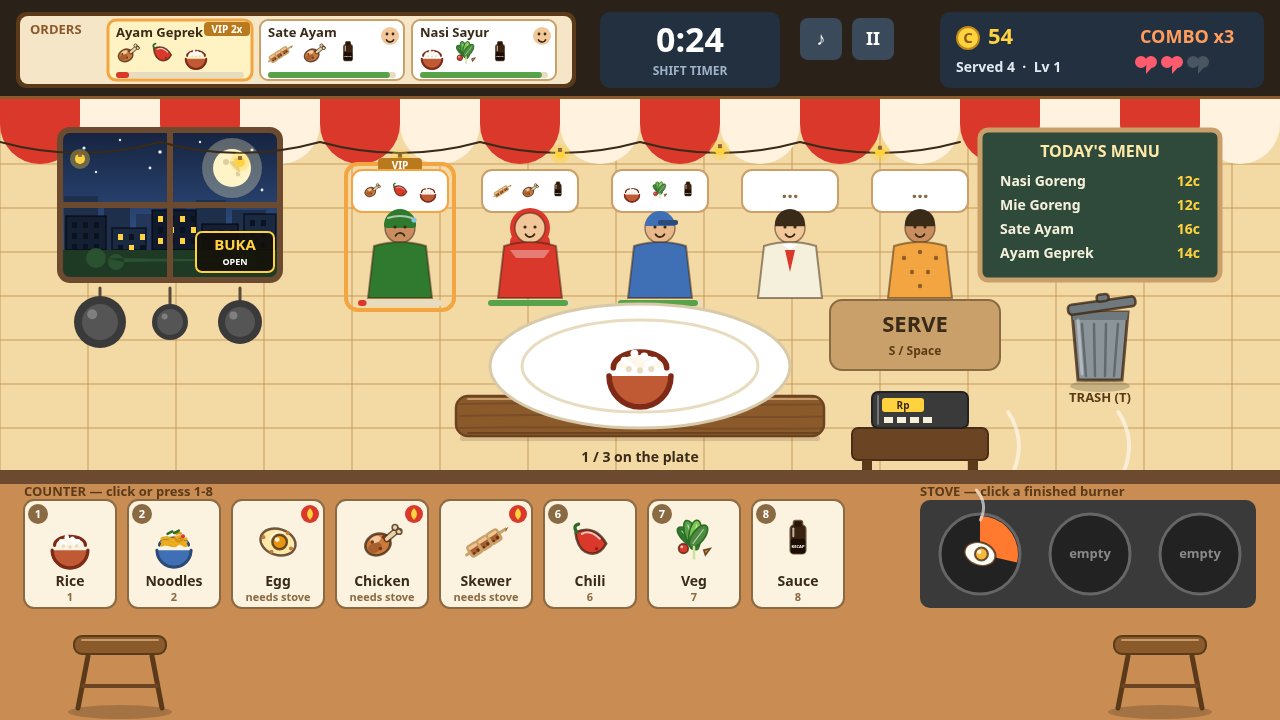 ORDERS
Ayam Geprek
VIP 2x
Sate Ayam
Nasi Sayur
0:24
SHIFT TIMER
♪
II
C
54
COMBO x3
Served 4 · Lv 1
VIP
...
...
BUKA
OPEN
TODAY'S MENU
Nasi Goreng 12c
Mie Goreng 12c
Sate Ayam 16c
Ayam Geprek 14c
SERVE
S / Space
TRASH (T)
Rp
1 / 3 on the plate
COUNTER — click or press 1-8
STOVE — click a finished burner
1
Rice
1
2
Noodles
2
Egg
needs stove
Chicken
needs stove
Skewer
needs stove
6
Chili
6
7
Veg
7
8
KECAP
Sauce
8
empty
empty